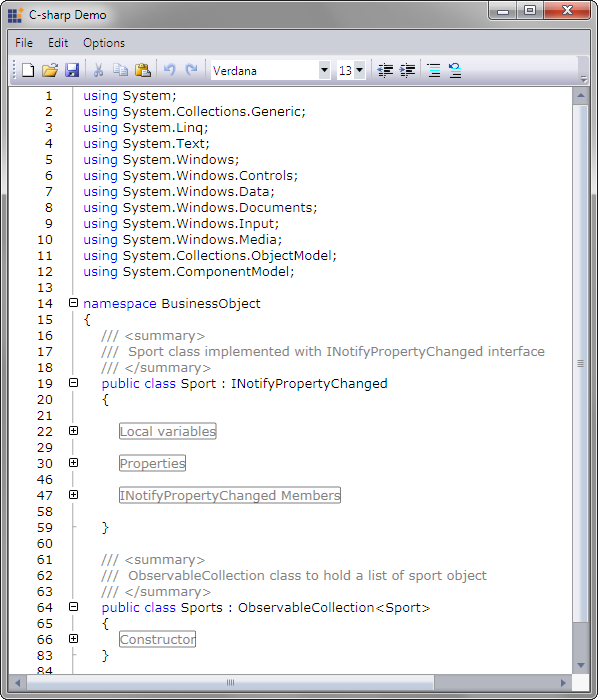 C-sharp Demo
File Edit Options
Verdana 13
1 using System;
2 using System.Collections.Generic;
3 using System.Linq;
4 using System.Text;
5 using System.Windows;
6 using System.Windows.Controls;
7 using System.Windows.Data;
8 using System.Windows.Documents;
9 using System.Windows.Input;
10 using System.Windows.Media;
11 using System.Collections.ObjectModel;
12 using System.ComponentModel;
13
14 namespace BusinessObject
15 {
16 /// <summary>
17 /// Sport class implemented with INotifyPropertyChanged interface
18 /// </summary>
19 public class Sport : INotifyPropertyChanged
20 {
21
22 Local variables
29
30 Properties
46
47 INotifyPropertyChanged Members
58
59 }
60
61 /// <summary>
62 /// ObservableCollection class to hold a list of sport object
63 /// </summary>
64 public class Sports : ObservableCollection<Sport>
65 {
66 Constructor
83 }
84